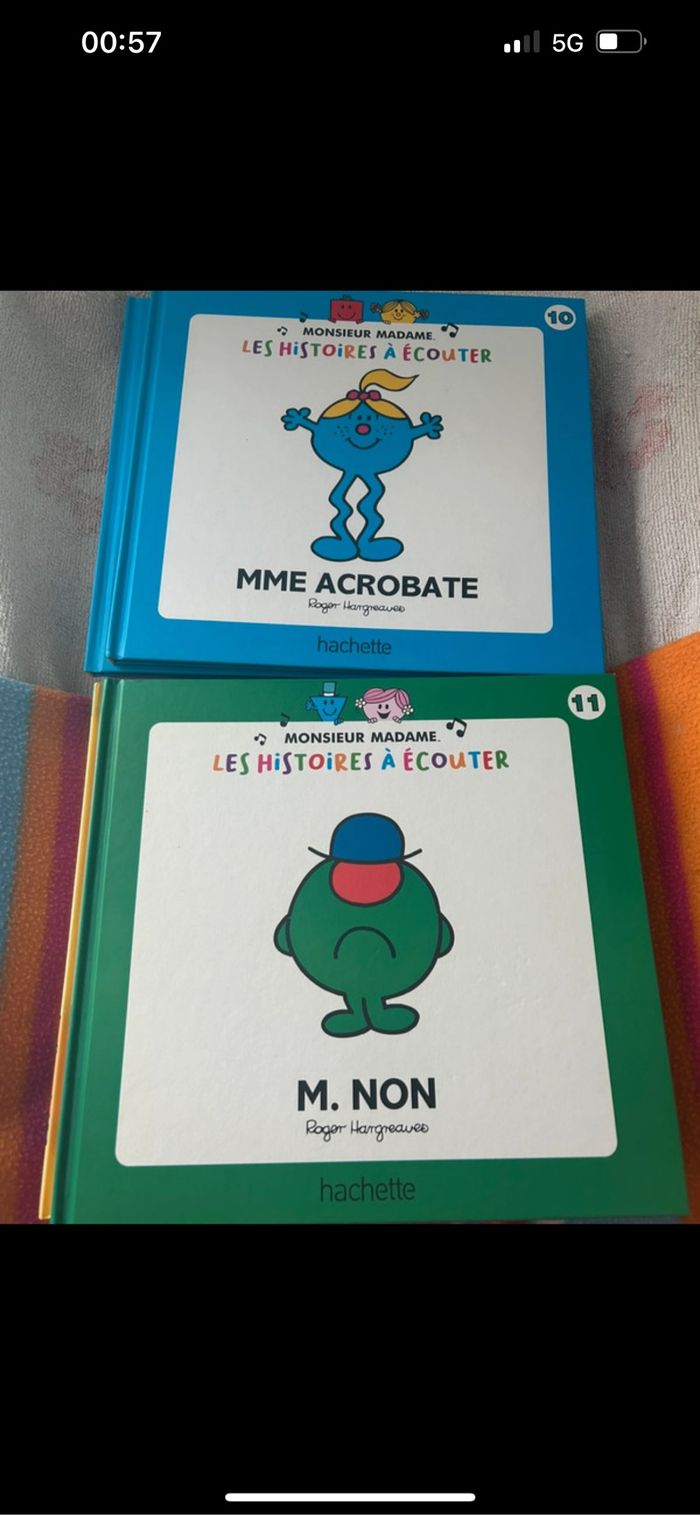 00:57 5G
10
MONSIEUR MADAME.
LES HiSTOiRES À ÉCOUTER
MME ACROBATE
Roger Hargreaves
hachette
11
MONSIEUR MADAME.
LES HiSTOiRES À ÉCOUTER
M. NON
Roger Hargreaves
hachette